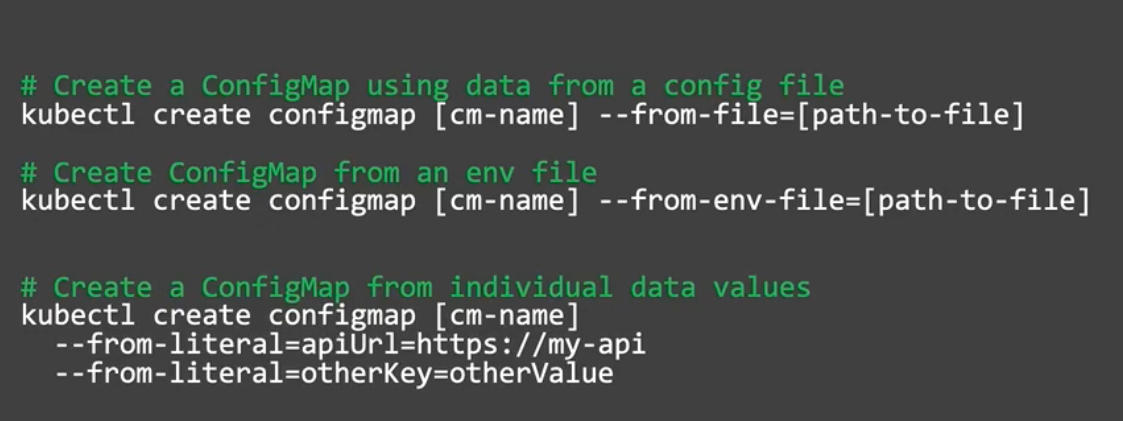 # Create a ConfigMap using data from a config file
kubectl create configmap [cm-name] --from-file=[path-to-file]
# Create ConfigMap from an env file
kubectl create configmap [cm-name] --from-env-file=[path-to-file]
# Create a ConfigMap from individual data values
kubectl create configmap [cm-name]
--from-literal=apiUrl=https://my-api
--from-literal=otherKey=otherValue